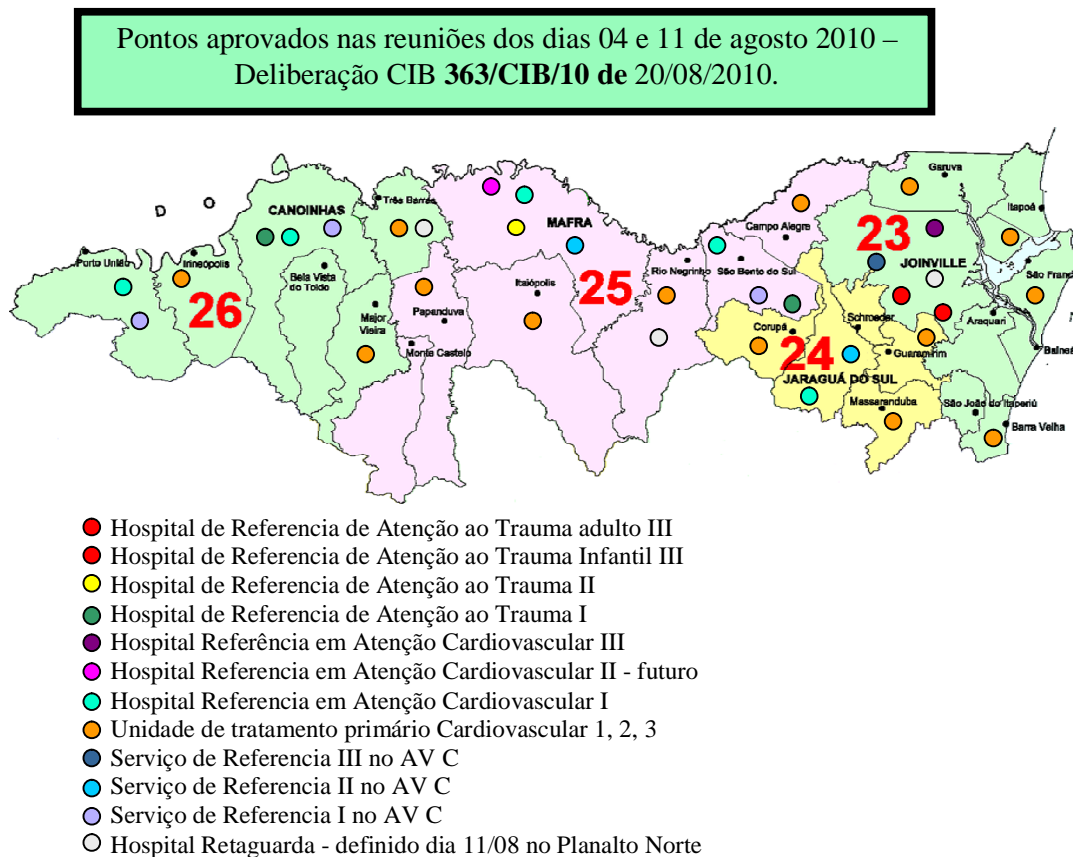 Pontos aprovados nas reuniões dos dias 04 e 11 de agosto 2010 –
Deliberação CIB 363/CIB/10 de 20/08/2010.
D O
Garuva
Itapoá
CANOINHAS
Três Barras
MAFRA
Campo Alegre
23
JOINVILLE
Porto União
Irineópolis
Bela Vista
do Toldo
Rio Negrinho
São Bento do Sul
São Franc
26
25
Itaiópolis
Major
Vieira
Papanduva
Monte Castelo
Corupá
Schroeder
Araquari
24
Guaramirim
Balneá
JARAGUÁ DO SUL
Massaranduba
São João do Itaperiú
Barra Velha
Hospital de Referencia de Atenção ao Trauma adulto III
Hospital de Referencia de Atenção ao Trauma Infantil III
Hospital de Referencia de Atenção ao Trauma II
Hospital de Referencia de Atenção ao Trauma I
Hospital Referência em Atenção Cardiovascular III
Hospital Referencia em Atenção Cardiovascular II - futuro
Hospital Referencia em Atenção Cardiovascular I
Unidade de tratamento primário Cardiovascular 1, 2, 3
Serviço de Referencia III no AV C
Serviço de Referencia II no AV C
Serviço de Referencia I no AV C
Hospital Retaguarda - definido dia 11/08 no Planalto Norte